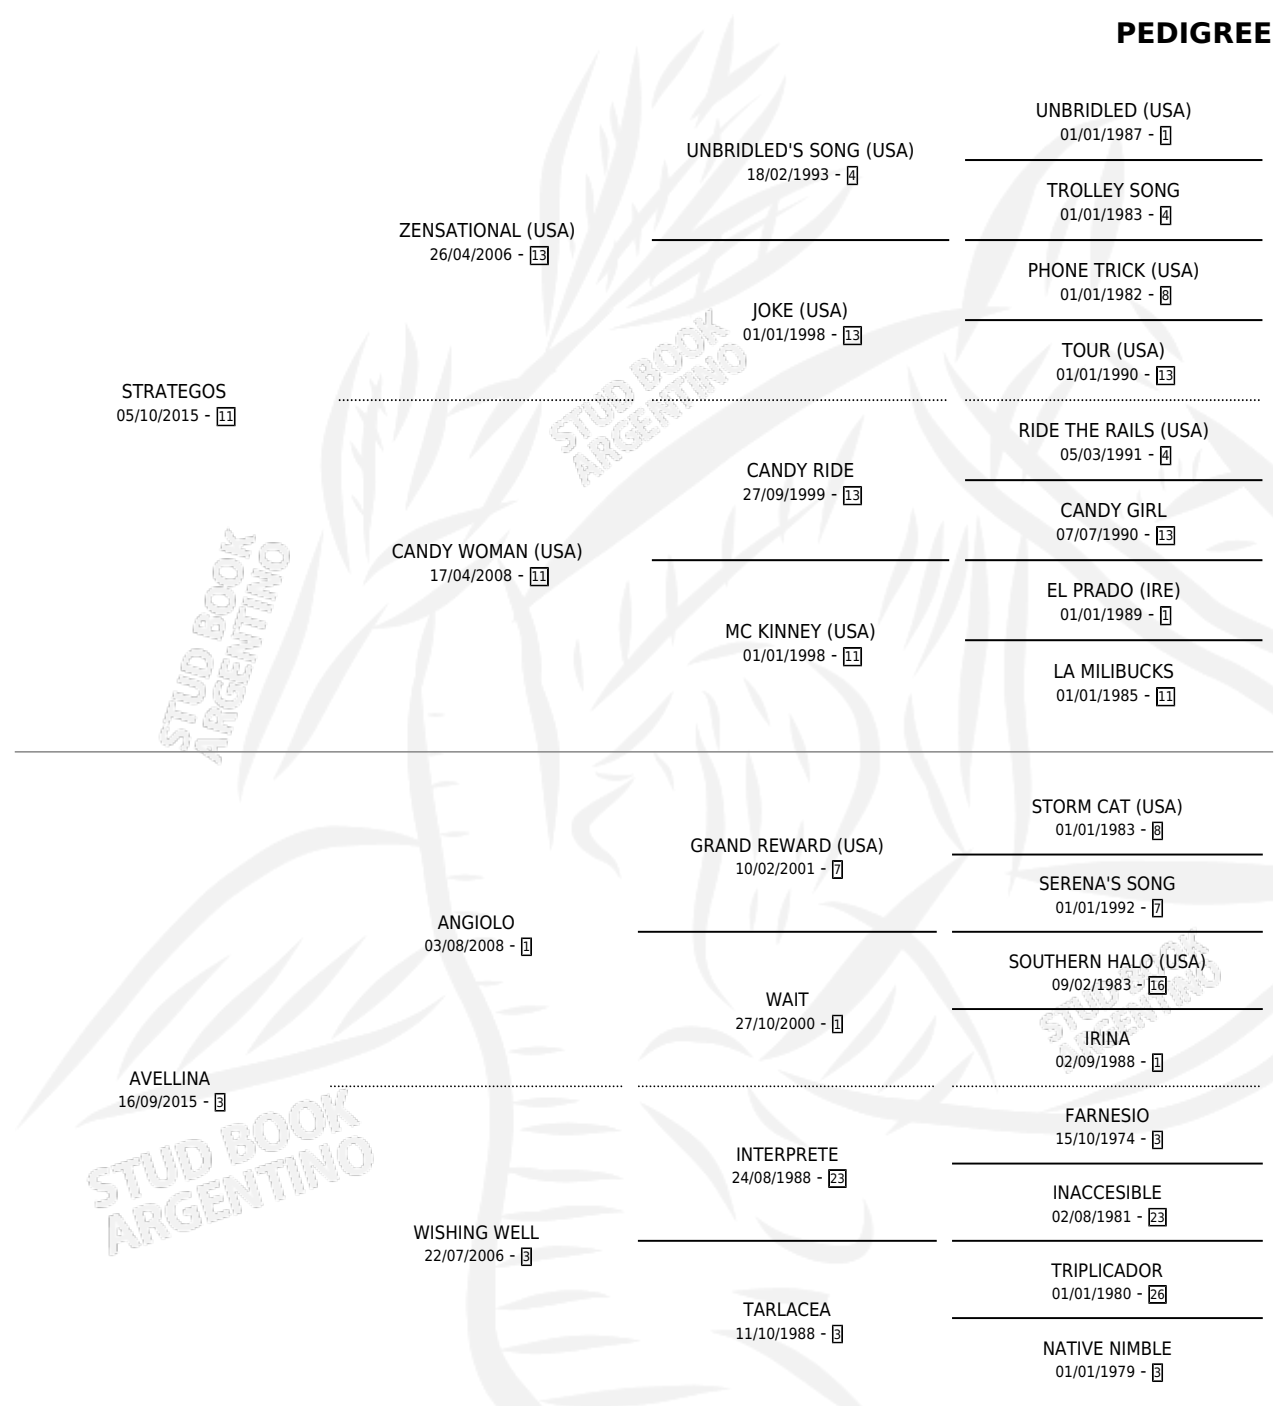 PEDIGREE
UNBRIDLED (USA)
01/01/1987 - 1
UNBRIDLED'S SONG (USA)
18/02/1993 - 4
TROLLEY SONG
01/01/1983 - 4
ZENSATIONAL (USA)
26/04/2006 - 13
PHONE TRICK (USA)
01/01/1982 - 8
JOKE (USA)
01/01/1998 - 13
TOUR (USA)
01/01/1990 - 13
STRATEGOS
05/10/2015 - 11
RIDE THE RAILS (USA)
05/03/1991 - 4
CANDY RIDE
27/09/1999 - 13
CANDY GIRL
07/07/1990 - 13
CANDY WOMAN (USA)
17/04/2008 - 11
EL PRADO (IRE)
01/01/1989 - 1
MC KINNEY (USA)
01/01/1998 - 11
LA MILIBUCKS
01/01/1985 - 11
STORM CAT (USA)
01/01/1983 - 8
GRAND REWARD (USA)
10/02/2001 - 7
SERENA'S SONG
01/01/1992 - 7
ANGIOLO
03/08/2008 - 1
SOUTHERN HALO (USA)
09/02/1983 - 16
WAIT
27/10/2000 - 1
IRINA
02/09/1988 - 1
AVELLINA
16/09/2015 - 3
FARNESIO
15/10/1974 - 3
INTERPRETE
24/08/1988 - 23
INACCESIBLE
02/08/1981 - 23
WISHING WELL
22/07/2006 - 3
TRIPLICADOR
01/01/1980 - 26
TARLACEA
11/10/1988 - 3
NATIVE NIMBLE
01/01/1979 - 3
STUD BOOK
ARGENTINO
STUD BOOK
ARGENTINO
STUD BOOK
ARGENTINO
STUD BOOK
ARGENTINO